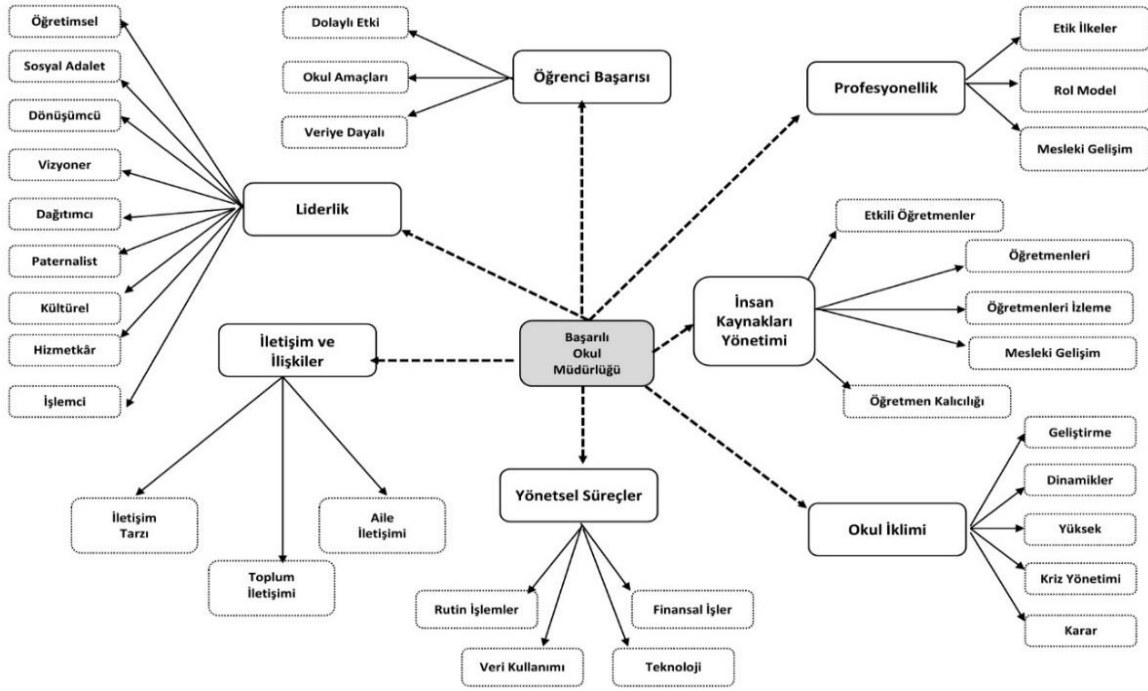 Öğretimsel
Sosyal Adalet
Dönüşümcü
Vizyoner
Dağıtımcı
Paternalist
Kültürel
Hizmetkâr
İşlemci
Liderlik
Dolaylı Etki
Okul Amaçları
Veriye Dayalı
Öğrenci Başarısı
Profesyonellik
Etik İlkeler
Rol Model
Mesleki Gelişim
Etkili Öğretmenler
Öğretmenleri
Öğretmenleri İzleme
Mesleki Gelişim
Öğretmen Kalıcılığı
İnsan
Kaynakları
Yönetimi
Başarılı
Okul
Müdürlüğü
İletişim ve
İlişkiler
İletişim
Tarzı
Toplum
İletişimi
Aile
İletişimi
Yönetsel Süreçler
Rutin İşlemler
Veri Kullanımı
Teknoloji
Finansal İşler
Okul İklimi
Geliştirme
Dinamikler
Yüksek
Kriz Yönetimi
Karar